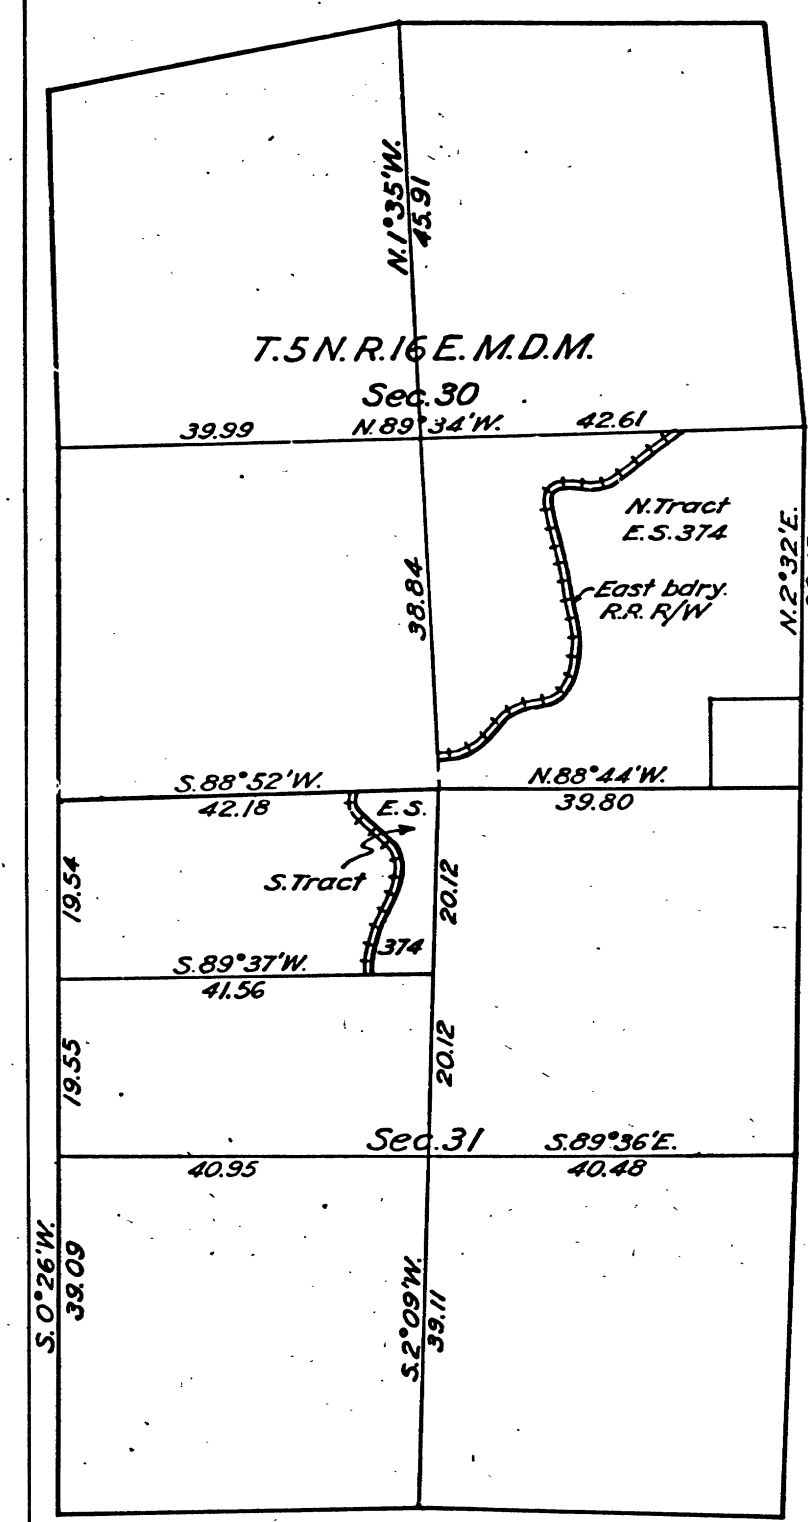 N.1°35'W.
45.91
T.5 N. R.16 E. M.D.M.
Sec. 30
39.99
N.89°34'W.
42.61
N. Tract
E.S. 374
N.2°32'E.
38.84
East bdry.
R.R. R/W
S.88°52'W.
42.18
N.88°44'W.
39.80
E.S.
19.54
S. Tract
20.12
374
S.89°37'W.
41.56
19.55
20.12
Sec. 31
S.89°36'E.
40.95
40.48
S.0°26'W.
39.09
S.2°09'W.
39.11